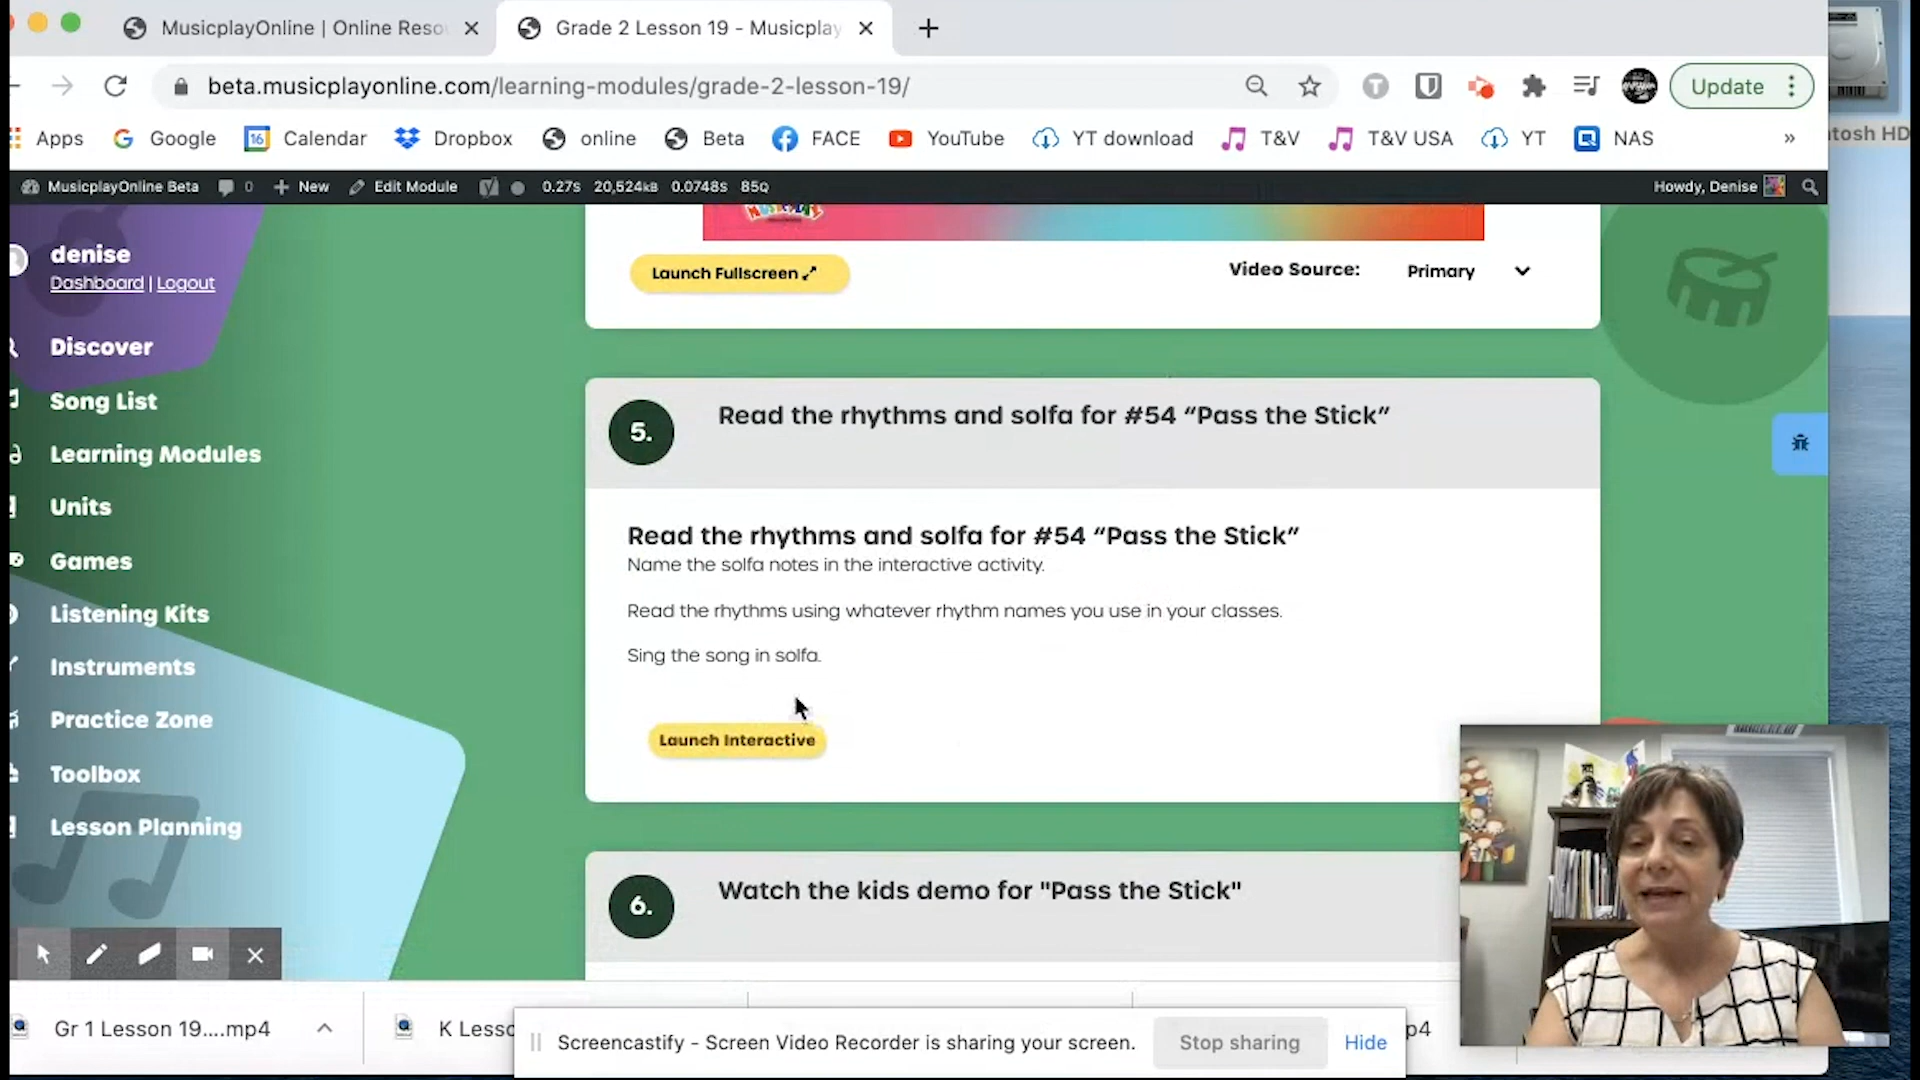 MusicplayOnline | Online Reso
Grade 2 Lesson 19 - Musicplay
beta.musicplayonline.com/learning-modules/grade-2-lesson-19/
Update
Apps
Google
16
Calendar
Dropbox
online
Beta
FACE
YouTube
YT download
T&V
T&V USA
YT
NAS
»
ntosh HD
MusicplayOnline Beta
0
+ New
Edit Module
0.27s 20,524kB 0.0748s 85Q
Howdy, Denise
denise
Dashboard | Logout
Discover
Song List
Learning Modules
Units
Games
Listening Kits
Instruments
Practice Zone
Toolbox
Lesson Planning
MUSICPLAY
Launch Fullscreen
Video Source:
Primary
5.
Read the rhythms and solfa for #54 “Pass the Stick”
Read the rhythms and solfa for #54 “Pass the Stick”
Name the solfa notes in the interactive activity.
Read the rhythms using whatever rhythm names you use in your classes.
Sing the song in solfa.
Launch Interactive
6.
Watch the kids demo for "Pass the Stick"
Gr 1 Lesson 19....mp4
K Lesso
p4
Screencastify - Screen Video Recorder is sharing your screen.
Stop sharing
Hide